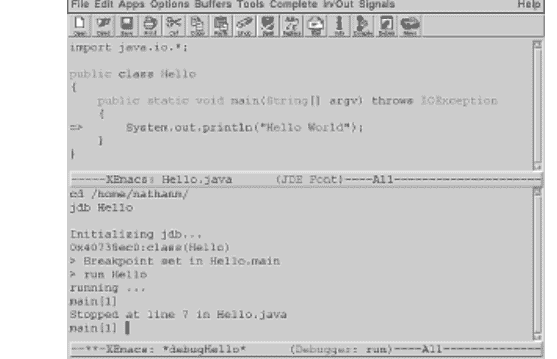 File Edit Apps Options Buffers Tools Complete In/Out Signals Help
import java.io.*;
public class Hello
{
public static void main(String[] argv) throws IOException
{
=> System.out.println("Hello World");
}
}
-----XEmacs: Hello.java (JDE Font)----All----
cd /home/nathanm/
jdb Hello
Initializing jdb...
0x40738ec0:class(Hello)
> Breakpoint set in Hello.main
> run Hello
running ...
main[1]
Stopped at line 7 in Hello.java
main[1]
--**-XEmacs: *debugHello* (Debugger: run)----All----